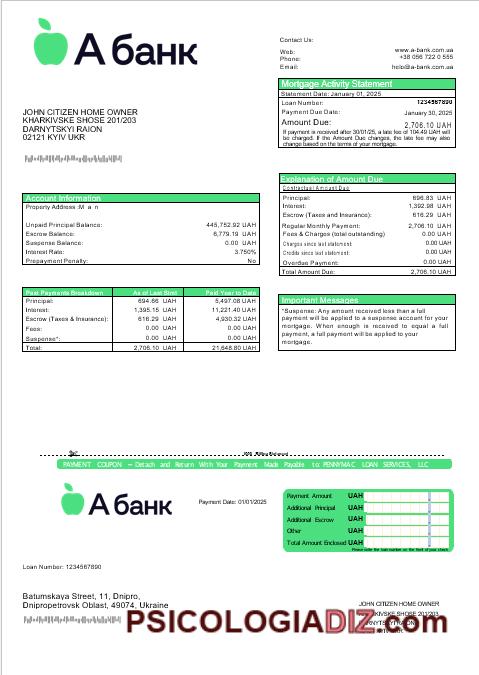 А банк
Contact Us:
Web: www.a-bank.com.ua
Phone: +38 056 722 0 555
Email: help@a-bank.com.ua
Mortgage Activity Statement
Statement Date: January 01, 2025
Loan Number: 1234567890
Payment Due Date: January 30, 2025
Amount Due: 2,706.10 UAH
If payment is received after 30/01/25, a late fee of 104.49 UAH will
be charged. If the Amount Due changes, the late fee may also
change based on the terms of your mortgage.
JOHN CITIZEN HOME OWNER
KHARKIVSKE SHOSE 201/203
DARNYTSKYI RAION
02121 KYIV UKR
Explanation of Amount Due
Contractual Amount Due
Principal: 696.83 UAH
Interest: 1,392.98 UAH
Escrow (Taxes and Insurance): 616.29 UAH
Regular Monthly Payment: 2,706.10 UAH
Fees & Charges (total outstanding) 0.00 UAH
Charges since last statement: 0.00 UAH
Credits since last statement: 0.00 UAH
Overdue Payment: 0.00 UAH
Total Amount Due: 2,706.10 UAH
Account Information
Property Address :M a n
Unpaid Principal Balance: 445,752.92 UAH
Escrow Balance: 6,779.19 UAH
Suspense Balance: 0.00 UAH
Interest Rate: 3.750%
Prepayment Penalty: No
Past Payments Breakdown As of Last Stmt Paid Year to Date
Principal: 694.66 UAH 5,497.08 UAH
Interest: 1,395.15 UAH 11,221.40 UAH
Escrow (Taxes & Insurance): 616.29 UAH 4,930.32 UAH
Fees: 0.00 UAH 0.00 UAH
Suspense*: 0.00 UAH 0.00 UAH
Total: 2,706.10 UAH 21,648.80 UAH
Important Messages
*Suspense: Any amount received less than a full
payment will be applied to a suspense account for your
mortgage. When enough is received to equal a full
payment, a full payment will be applied to your
mortgage.
PAYMENT COUPON – Detach and Return With Your Payment Made Payable to: PENNYMAC LOAN SERVICES, LLC
А банк
Payment Date: 01/01/2025
Payment Amount UAH
Additional Principal UAH
Additional Escrow UAH
Other UAH
Total Amount Enclosed UAH
Please write the loan number on the front of your check.
Loan Number: 1234567890
Batumskaya Street, 11, Dnipro,
Dnipropetrovsk Oblast, 49074, Ukraine
JOHN CITIZEN HOME OWNER
KHARKIVSKE SHOSE 201/203
DARNYTSKYI RAION
PSICOLOGIADIZ.com